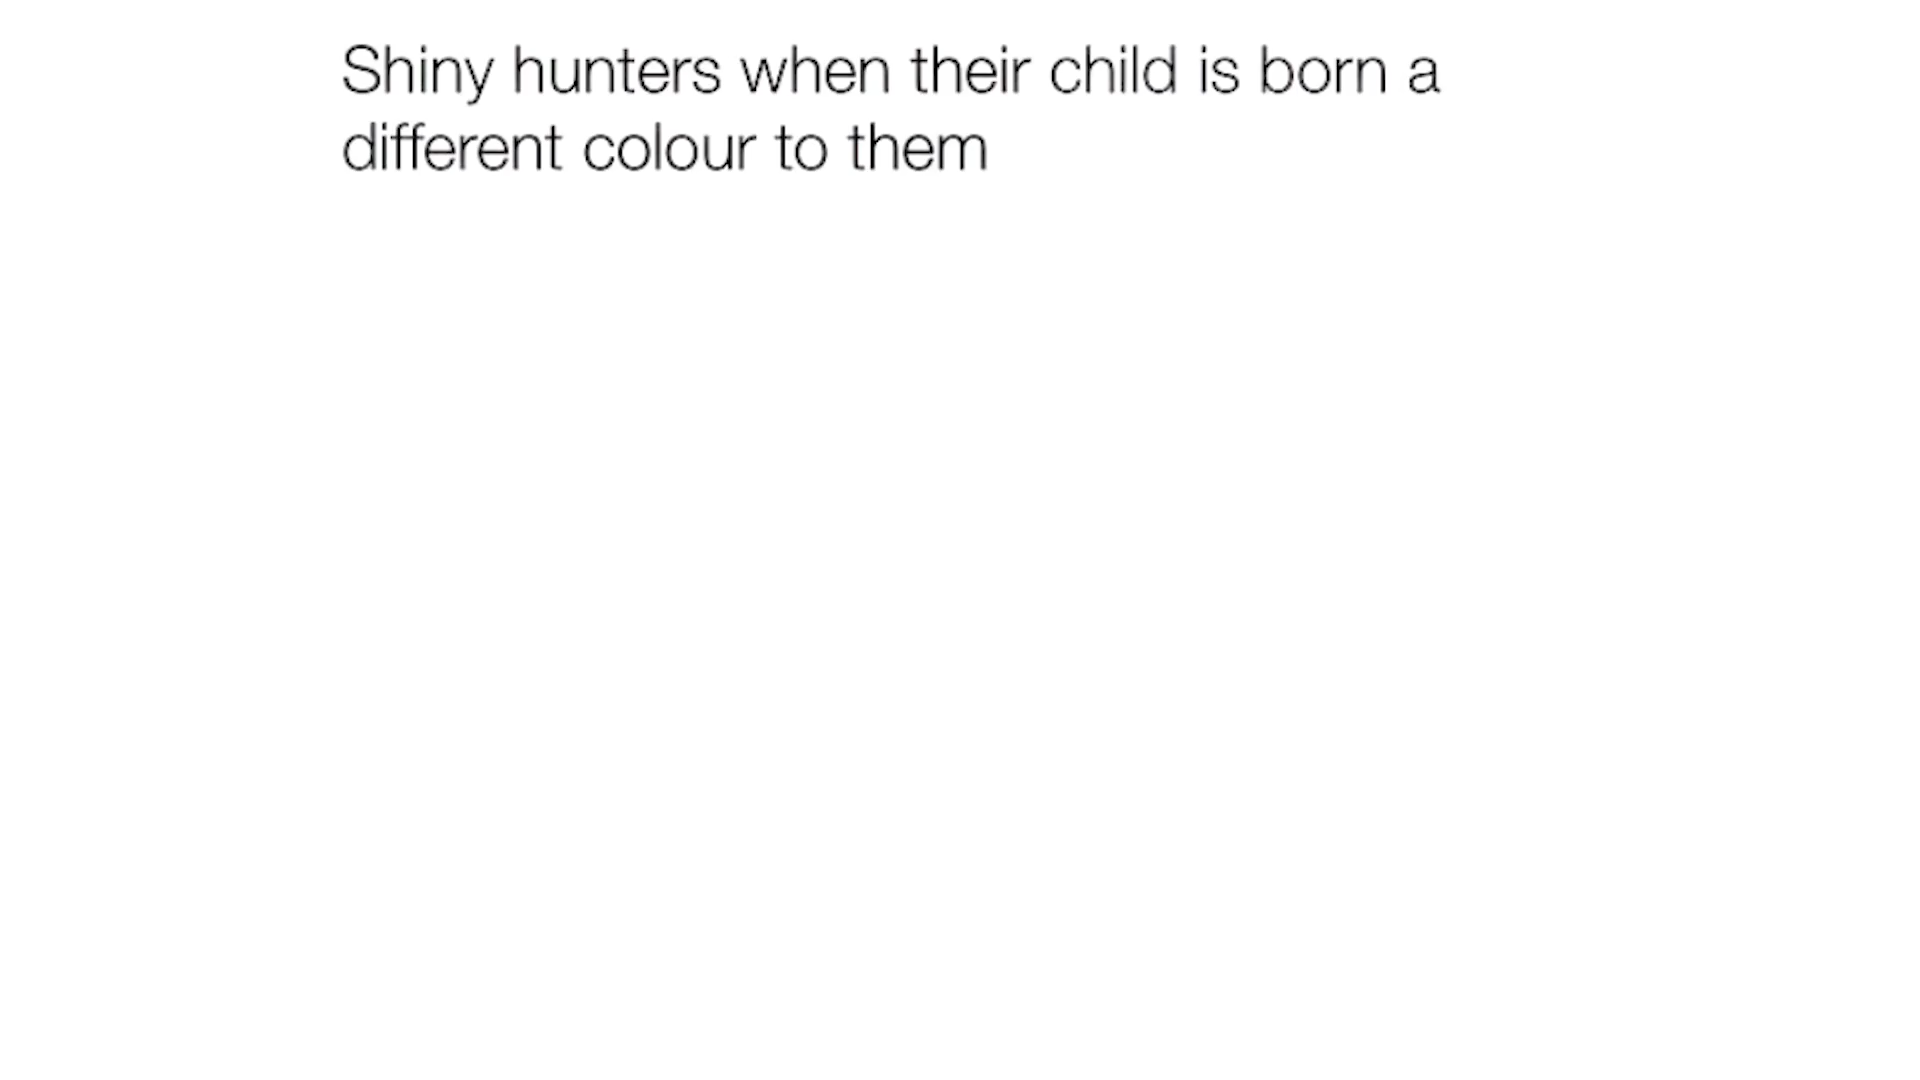 Shiny hunters when their child is born a
different colour to them